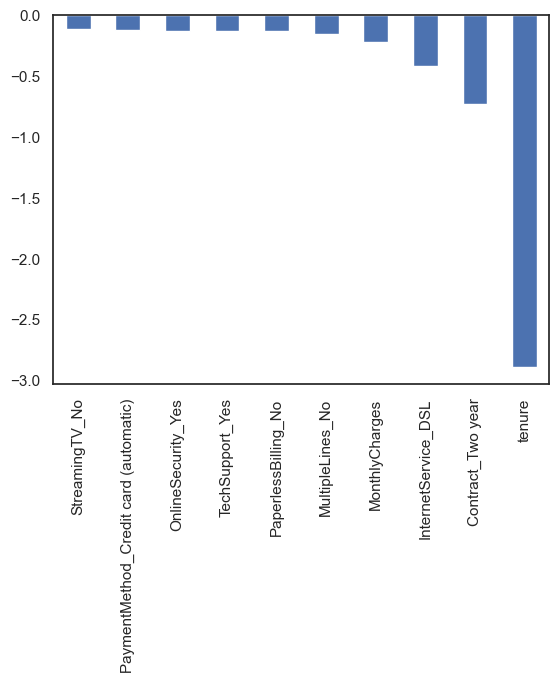 0.0
−0.5
−1.0
−1.5
−2.0
−2.5
−3.0
StreamingTV_No
PaymentMethod_Credit card (automatic)
OnlineSecurity_Yes
TechSupport_Yes
PaperlessBilling_No
MultipleLines_No
MonthlyCharges
InternetService_DSL
Contract_Two year
tenure